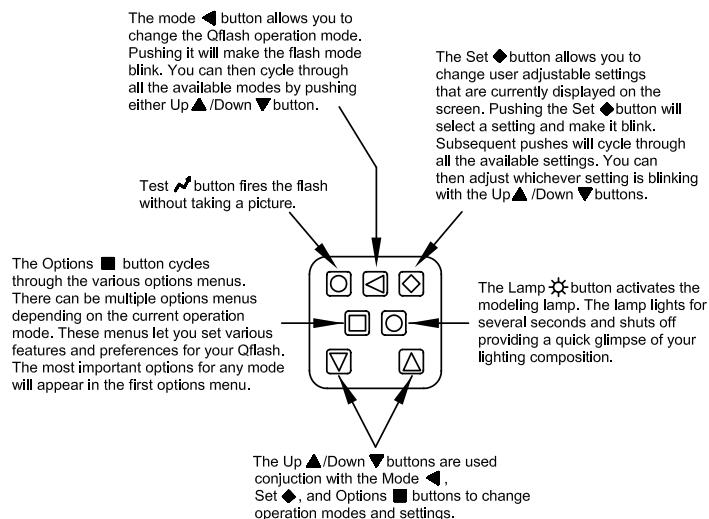 The mode ◀ button allows you to
change the Qflash operation mode.
Pushing it will make the flash mode
blink. You can then cycle through
all the available modes by pushing
either Up ▲ /Down ▼ button.
The Set ◆ button allows you to
change user adjustable settings
that are currently displayed on the
screen. Pushing the Set ◆ button will
select a setting and make it blink.
Subsequent pushes will cycle through
all the available settings. You can
then adjust whichever setting is blinking
with the Up ▲ /Down ▼ buttons.
Test button fires the flash
without taking a picture.
The Options ■ button cycles
through the various options menus.
There can be multiple options menus
depending on the current operation
mode. These menus let you set various
features and preferences for your Qflash.
The most important options for any mode
will appear in the first options menu.
The Lamp button activates the
modeling lamp. The lamp lights for
several seconds and shuts off
providing a quick glimpse of your
lighting composition.
The Up ▲ /Down ▼ buttons are used
conjuction with the Mode ◀ ,
Set ◆, and Options ■ buttons to change
operation modes and settings.